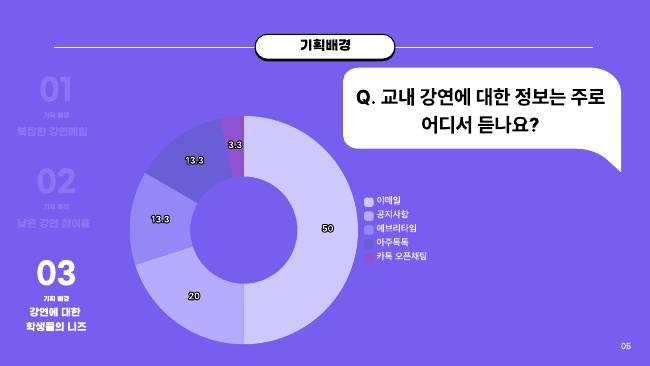 기획배경
Q. 교내 강연에 대한 정보는 주로
어디서 듣나요?
01
기획 배경
복잡한 강연메일
02
기획 배경
낮은 강연 참여율
03
기획 배경
강연에 대한
학생들의 니즈
3.3
13.3
13.3
20
50
이메일
공지사항
에브리타임
아주톡톡
카톡 오픈채팅
05